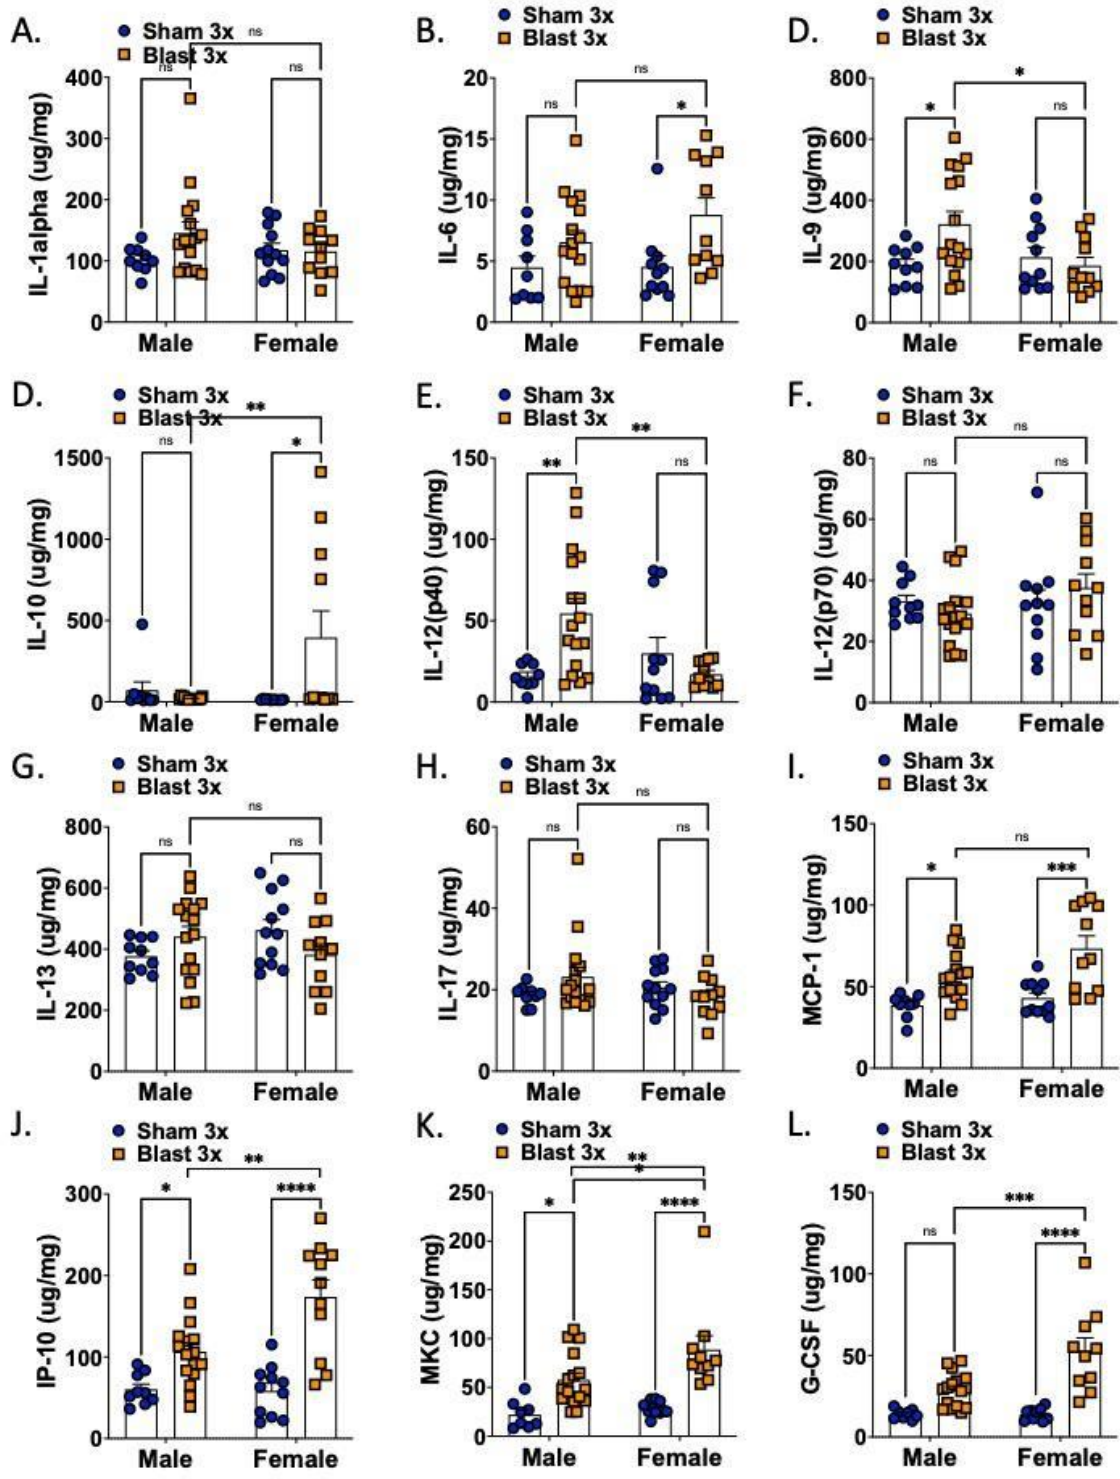 A.
Sham 3x
Blast 3x
ns
ns
ns
IL-1alpha (ug/mg)
400
300
200
100
0
Male
Female
B.
Sham 3x
Blast 3x
ns
ns
*
IL-6 (ug/mg)
20
15
10
5
0
Male
Female
D.
Sham 3x
Blast 3x
*
*
ns
IL-9 (ug/mg)
800
600
400
200
0
Male
Female
D.
Sham 3x
Blast 3x
**
ns
*
IL-10 (ug/mg)
1500
1000
500
0
Male
Female
E.
Sham 3x
Blast 3x
**
**
ns
IL-12(p40) (ug/mg)
150
100
50
0
Male
Female
F.
Sham 3x
Blast 3x
ns
ns
ns
IL-12(p70) (ug/mg)
80
60
40
20
0
Male
Female
G.
Sham 3x
Blast 3x
ns
ns
ns
IL-13 (ug/mg)
800
600
400
200
0
Male
Female
H.
Sham 3x
Blast 3x
ns
ns
ns
IL-17 (ug/mg)
60
40
20
0
Male
Female
I.
Sham 3x
Blast 3x
ns
*
***
MCP-1 (ug/mg)
150
100
50
0
Male
Female
J.
Sham 3x
Blast 3x
**
*
****
IP-10 (ug/mg)
300
200
100
0
Male
Female
K.
Sham 3x
Blast 3x
**
*
*
****
MKC (ug/mg)
250
200
150
100
50
0
Male
Female
L.
Sham 3x
Blast 3x
***
ns
****
G-CSF (ug/mg)
150
100
50
0
Male
Female